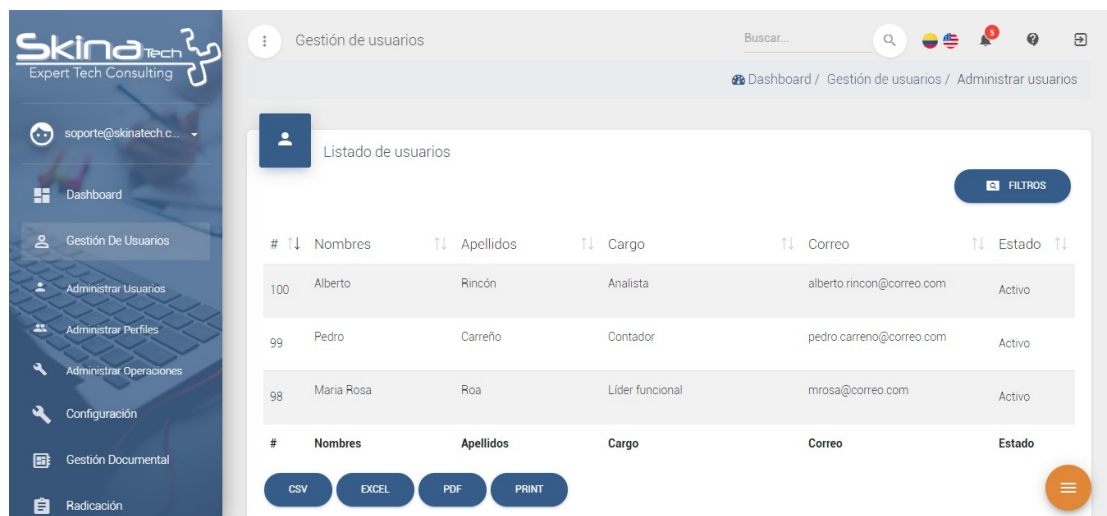 Skina Tech
Expert Tech Consulting
soporte@skinatech.c...
Dashboard
Gestión De Usuarios
Administrar Usuarios
Administrar Perfiles
Administrar Operaciones
Configuración
Gestión Documental
Radicación
Gestión de usuarios
Buscar...
5
Dashboard / Gestión de usuarios / Administrar usuarios
Listado de usuarios
FILTROS
# Nombres Apellidos Cargo Correo Estado
100 Alberto Rincón Analista alberto.rincon@correo.com Activo
99 Pedro Carreño Contador pedro.carreno@correo.com Activo
98 Maria Rosa Roa Líder funcional mrosa@correo.com Activo
# Nombres Apellidos Cargo Correo Estado
CSV EXCEL PDF PRINT